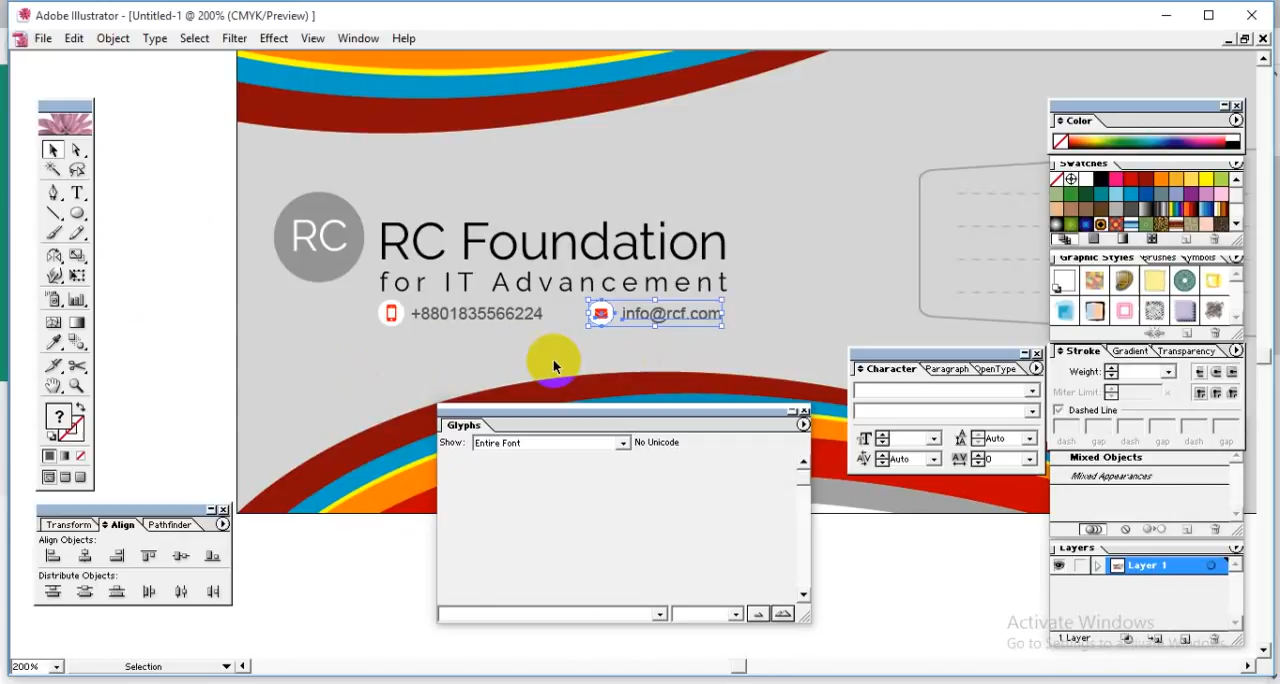 Adobe Illustrator - [Untitled-1 @ 200% (CMYK/Preview) ]
File Edit Object Type Select Filter Effect View Window Help
Color
Swatches
RC
RC Foundation
for IT Advancement
+8801835566224
info@rcf.com
Graphic Styles Brushes Symbols
Stroke Gradient Transparency
Weight:
Miter Limit:
Dashed Line
dash gap dash gap dash gap
Character Paragraph OpenType
Auto
Auto 0
Glyphs
Show: Entire Font No Unicode
Mixed Objects
Mixed Appearances
Transform Align Pathfinder
Align Objects:
Distribute Objects:
Layers
Layer 1
1 Layer
Activate Windows
Go to Settings to activate Windows.
200% Selection